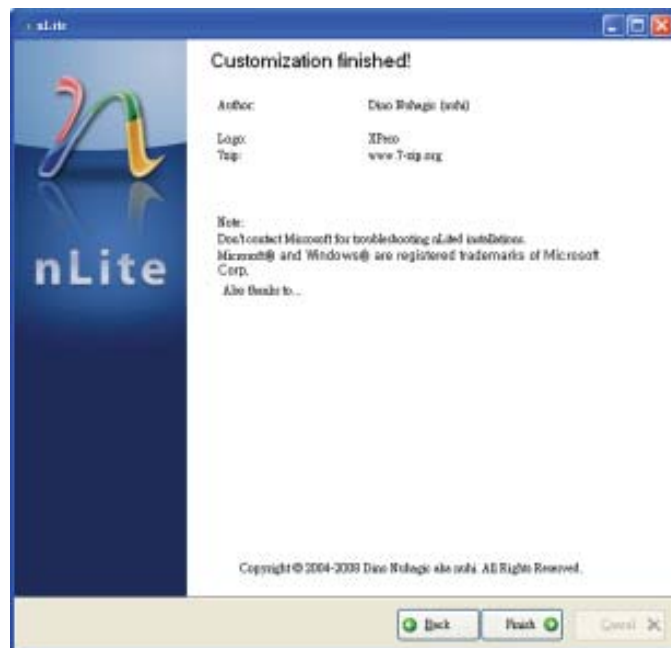 nLite
Customization finished!
Author: Dino Nuhagic (nuhi)
Logo: XPero
7zip: www.7-zip.org
nLite
Note:
Don't contact Microsoft for troubleshooting nLited installations.
Microsoft® and Windows® are registered trademarks of Microsoft
Corp.
Also thanks to...
Copyright © 2004-2008 Dino Nuhagic aka nuhi. All Rights Reserved.
Back Finish Cancel